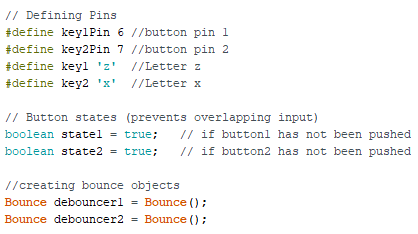 // Defining Pins
#define key1Pin 6 //button pin 1
#define key2Pin 7 //button pin 2
#define key1 'z'  //Letter z
#define key2 'x'  //Letter x
// Button states (prevents overlapping input)
boolean state1 = true;   // if button1 has not been pushed
boolean state2 = true;   // if button2 has not been pushed
//creating bounce objects
Bounce debouncer1 = Bounce();
Bounce debouncer2 = Bounce();